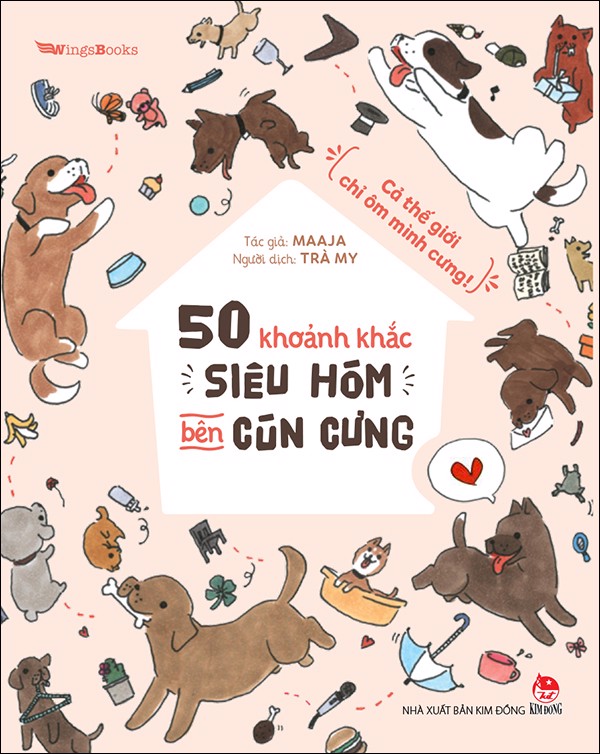 WingsBooks
Cả thế giới
chỉ ôm mình cưng!
Tác giả: MAAJA
Người dịch: TRÀ MY
50 khoảnh khắc
SIÊU HÓM
bên CÚN CƯNG
NHÀ XUẤT BẢN KIM ĐỒNG
KIM ĐỒNG